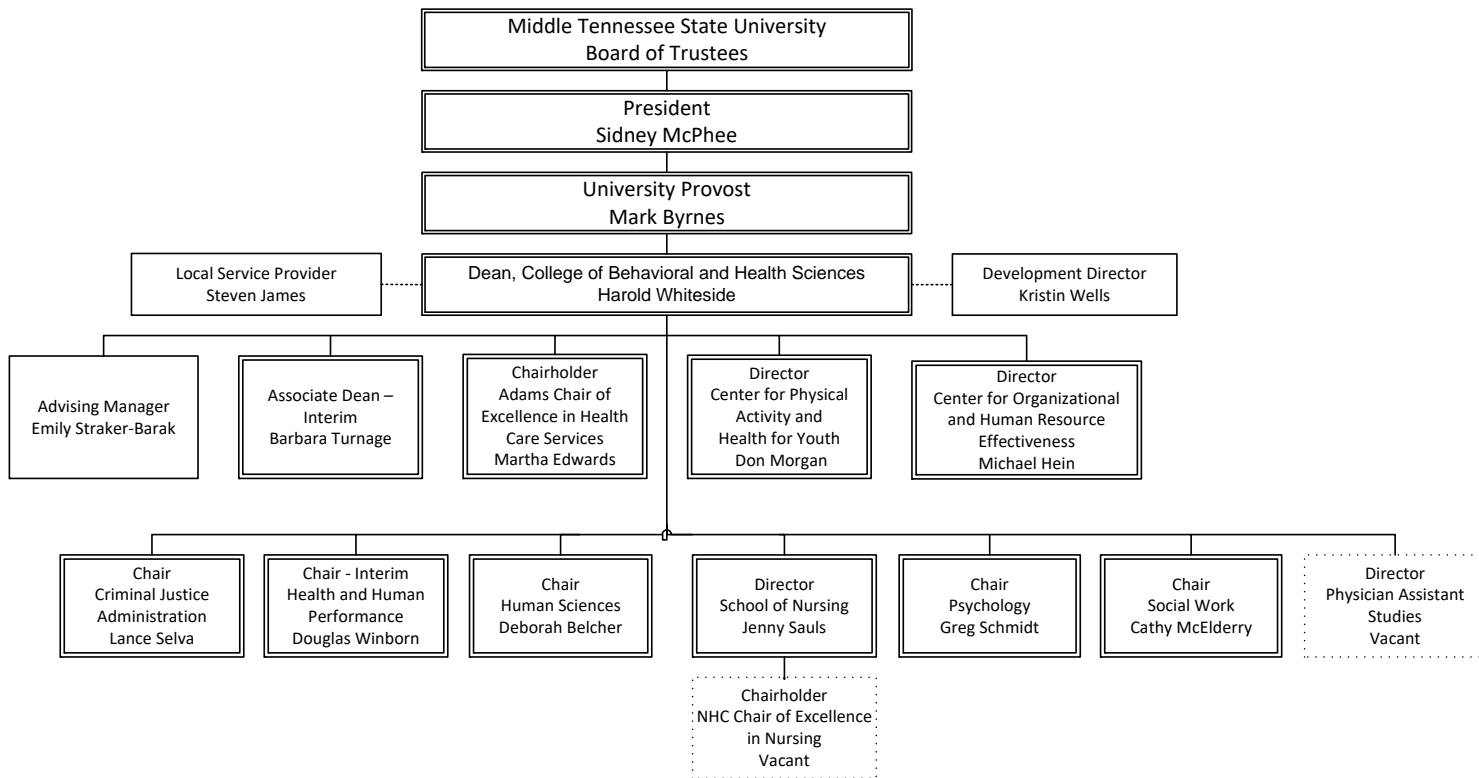 Middle Tennessee State University
Board of Trustees
President
Sidney McPhee
University Provost
Mark Byrnes
Local Service Provider
Steven James
Dean, College of Behavioral and Health Sciences
Harold Whiteside
Development Director
Kristin Wells
Advising Manager
Emily Straker-Barak
Associate Dean –
Interim
Barbara Turnage
Chairholder
Adams Chair of
Excellence in Health
Care Services
Martha Edwards
Director
Center for Physical
Activity and
Health for Youth
Don Morgan
Director
Center for Organizational
and Human Resource
Effectiveness
Michael Hein
Chair
Criminal Justice
Administration
Lance Selva
Chair - Interim
Health and Human
Performance
Douglas Winborn
Chair
Human Sciences
Deborah Belcher
Director
School of Nursing
Jenny Sauls
Chair
Psychology
Greg Schmidt
Chair
Social Work
Cathy McElderry
Director
Physician Assistant
Studies
Vacant
Chairholder
NHC Chair of Excellence
in Nursing
Vacant